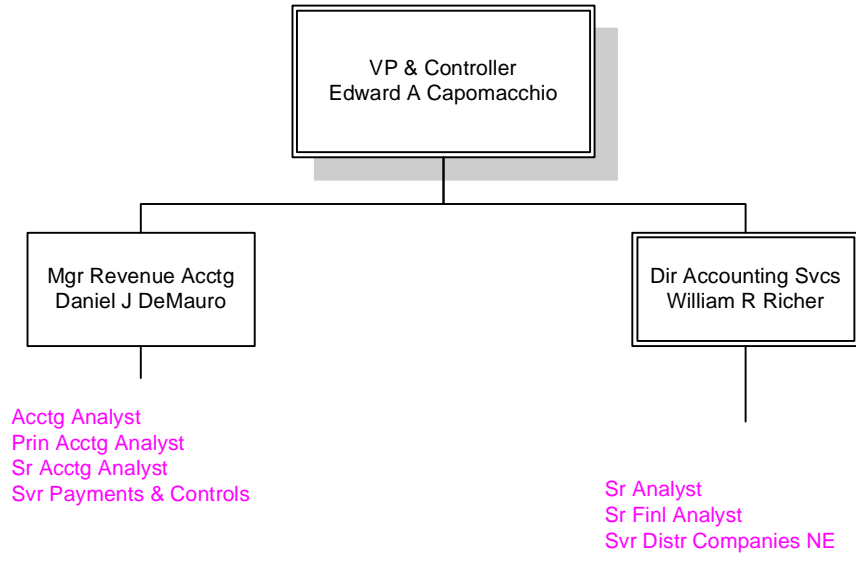 VP & Controller
Edward A Capomacchio
Mgr Revenue Acctg
Daniel J DeMauro
Dir Accounting Svcs
William R Richer
Acctg Analyst
Prin Acctg Analyst
Sr Acctg Analyst
Svr Payments & Controls
Sr Analyst
Sr Finl Analyst
Svr Distr Companies NE